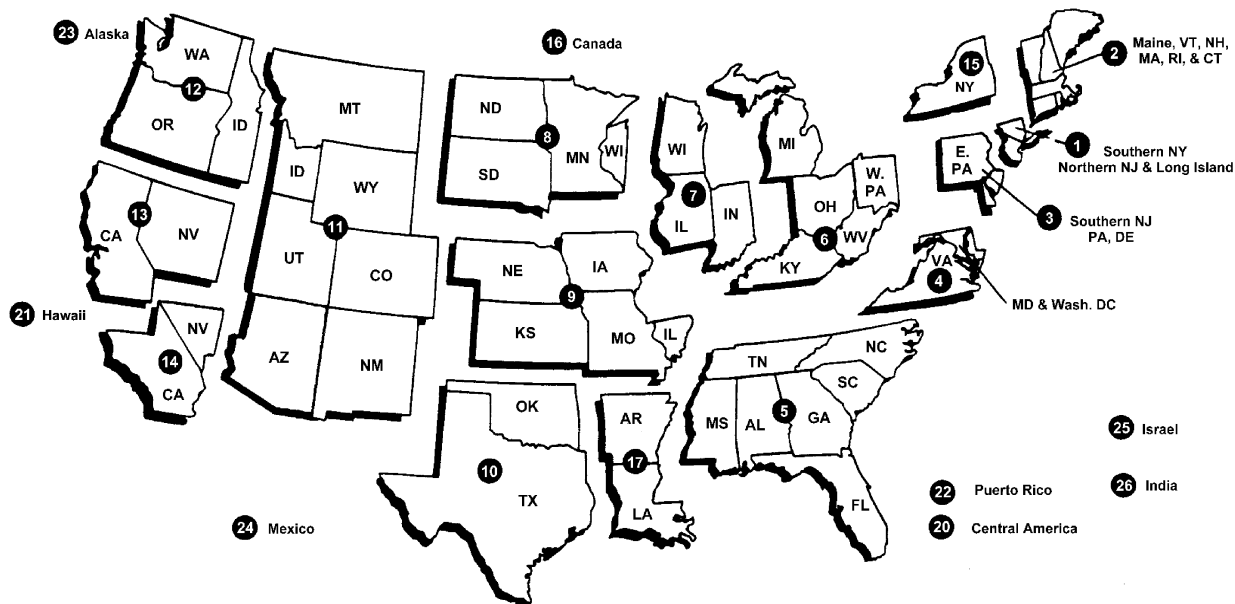 23 Alaska
16 Canada
WA
12
OR
ID
MT
ID
WY
11
UT
CO
AZ
NM
13
CA
NV
21 Hawaii
NV
14
CA
ND
8
SD
MN
WI
NE
IA
9
KS
MO
IL
WI
MI
7
IL
IN
OH
W.
PA
6
WV
KY
15
NY
2 Maine, VT, NH,
MA, RI, & CT
1 Southern NY
Northern NJ & Long Island
E.
PA
3 Southern NJ
PA, DE
VA
4
MD & Wash. DC
TN
NC
SC
5
MS
AL
GA
FL
OK
10
TX
AR
17
LA
24 Mexico
25 Israel
22 Puerto Rico
26 India
20 Central America